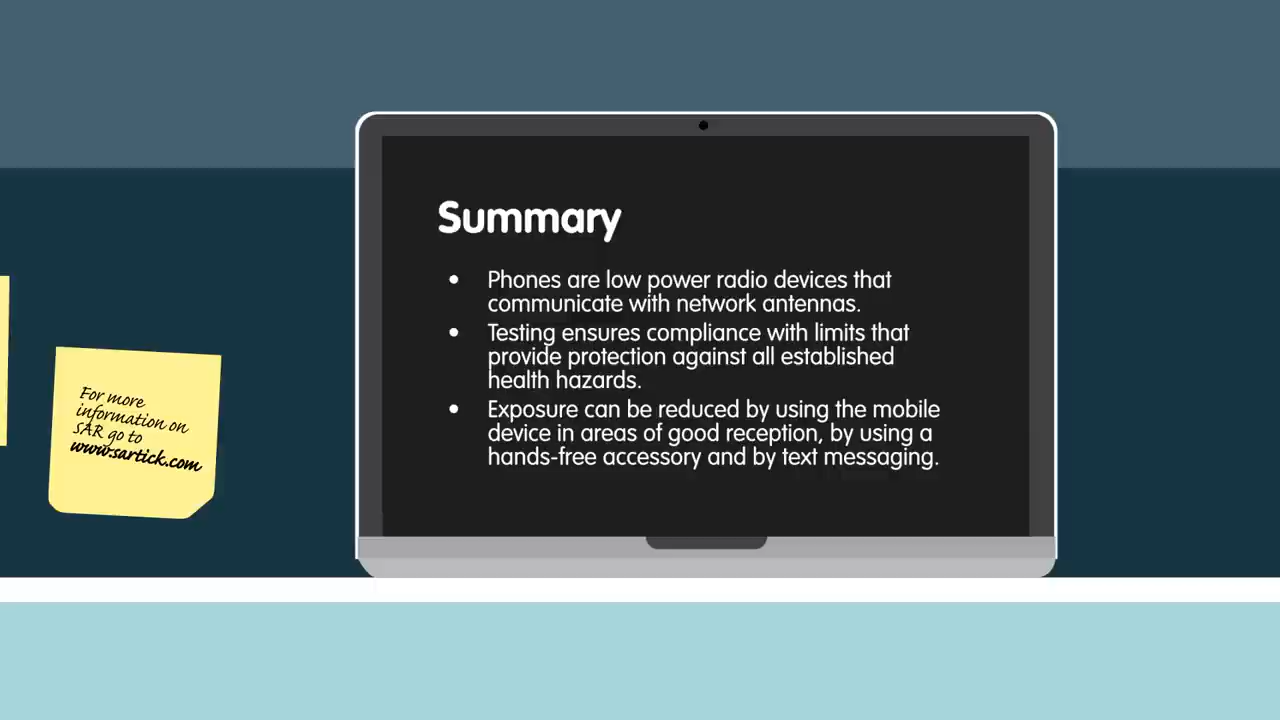 Summary
• Phones are low power radio devices that
communicate with network antennas.
• Testing ensures compliance with limits that
provide protection against all established
health hazards.
• Exposure can be reduced by using the mobile
device in areas of good reception, by using a
hands-free accessory and by text messaging.
For more
information on
SAR go to
www.sartick.com